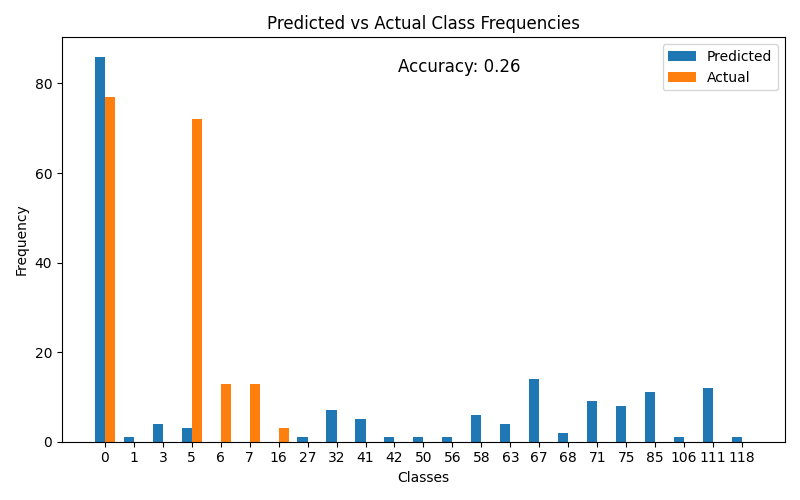 Predicted vs Actual Class Frequencies
Accuracy: 0.26
Predicted
Actual
Frequency
80
60
40
20
0
0 1 3 5 6 7 16 27 32 41 42 50 56 58 63 67 68 71 75 85 106 111 118
Classes